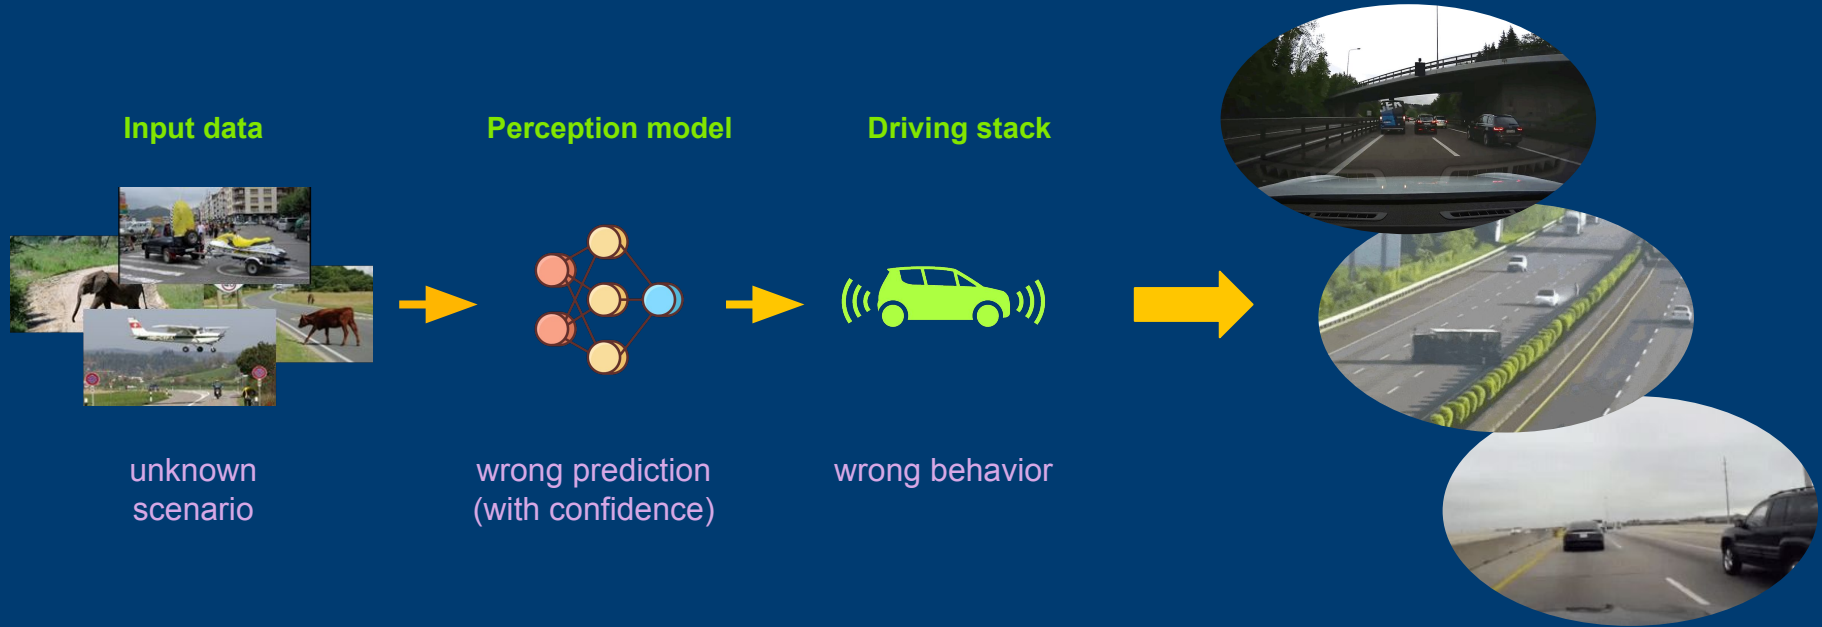 Input data
Perception model
Driving stack
unknown
scenario
wrong prediction
(with confidence)
wrong behavior